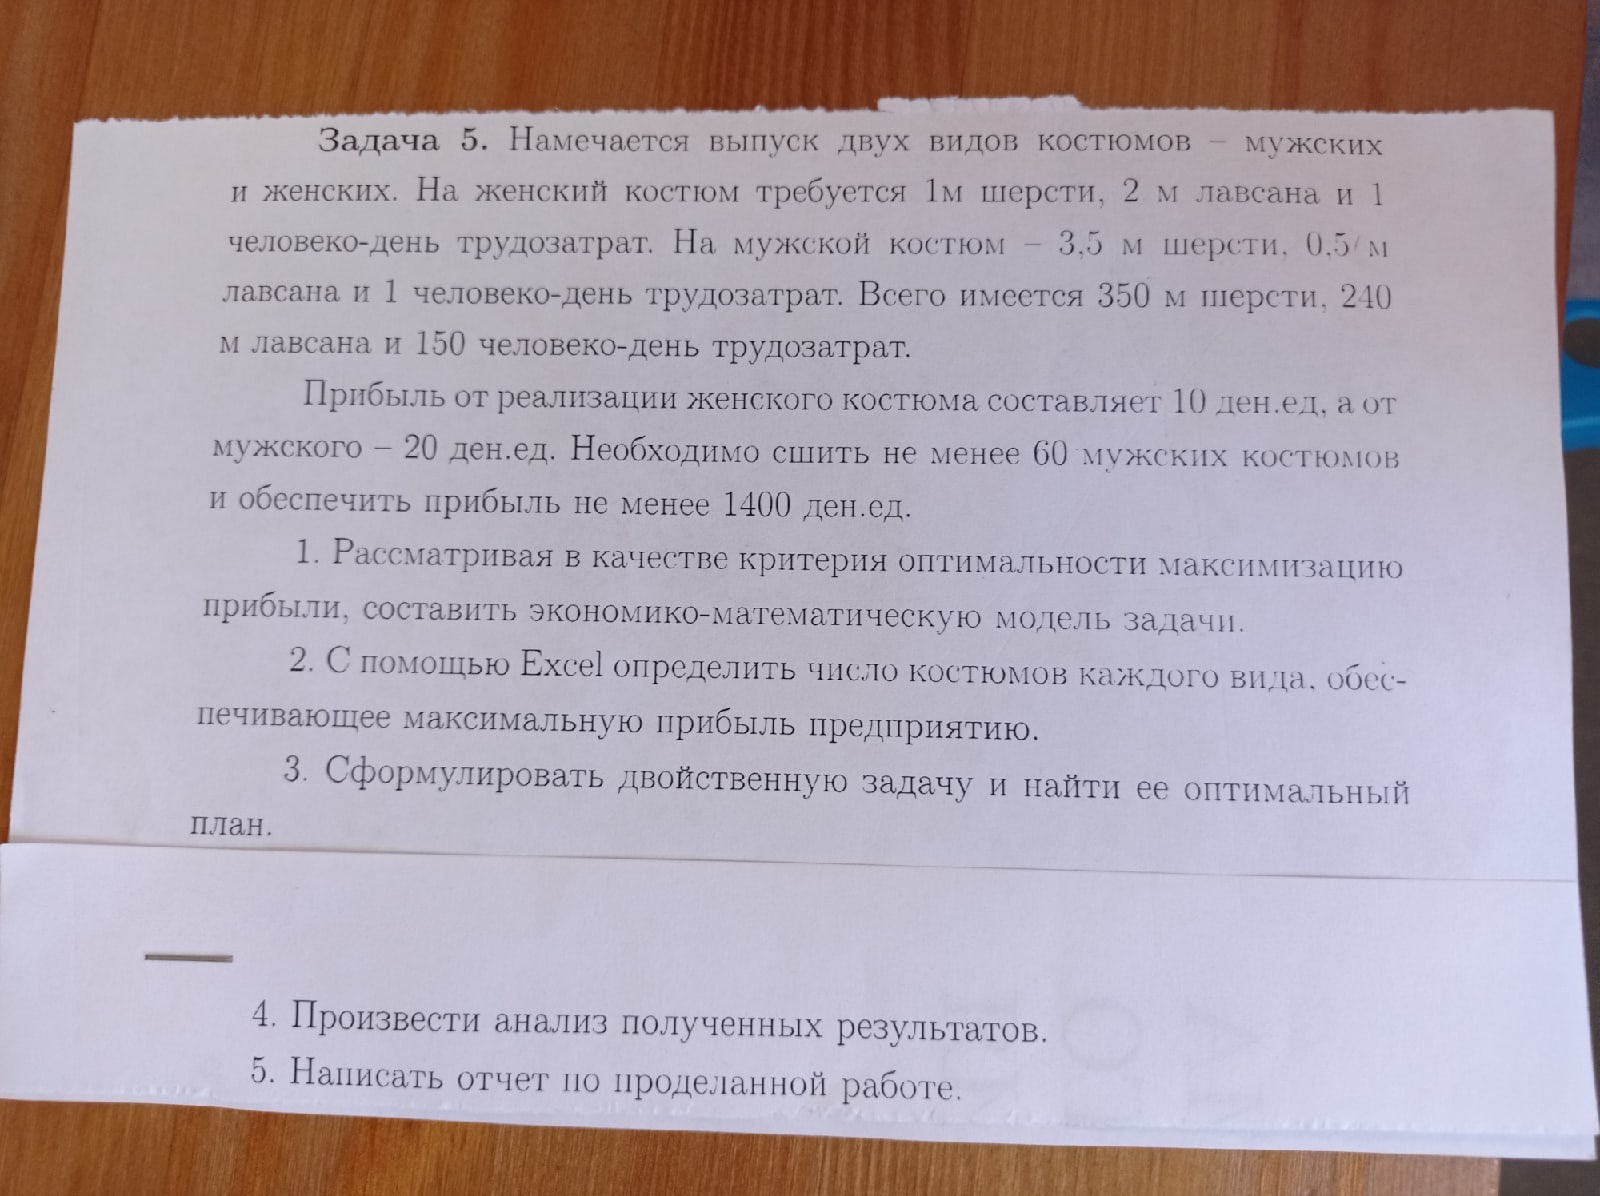 Задача 5. Намечается выпуск двух видов костюмов – мужских
и женских. На женский костюм требуется 1м шерсти, 2 м лавсана и 1
человеко-день трудозатрат. На мужской костюм – 3,5 м шерсти, 0,5 м
лавсана и 1 человеко-день трудозатрат. Всего имеется 350 м шерсти, 240
м лавсана и 150 человеко-день трудозатрат.
Прибыль от реализации женского костюма составляет 10 ден.ед, а от
мужского – 20 ден.ед. Необходимо сшить не менее 60 мужских костюмов
и обеспечить прибыль не менее 1400 ден.ед.
1. Рассматривая в качестве критерия оптимальности максимизацию
прибыли, составить экономико-математическую модель задачи.
2. С помощью Excel определить число костюмов каждого вида, обес-
печивающее максимальную прибыль предприятию.
3. Сформулировать двойственную задачу и найти ее оптимальный
план.
4. Произвести анализ полученных результатов.
5. Написать отчет по проделанной работе.